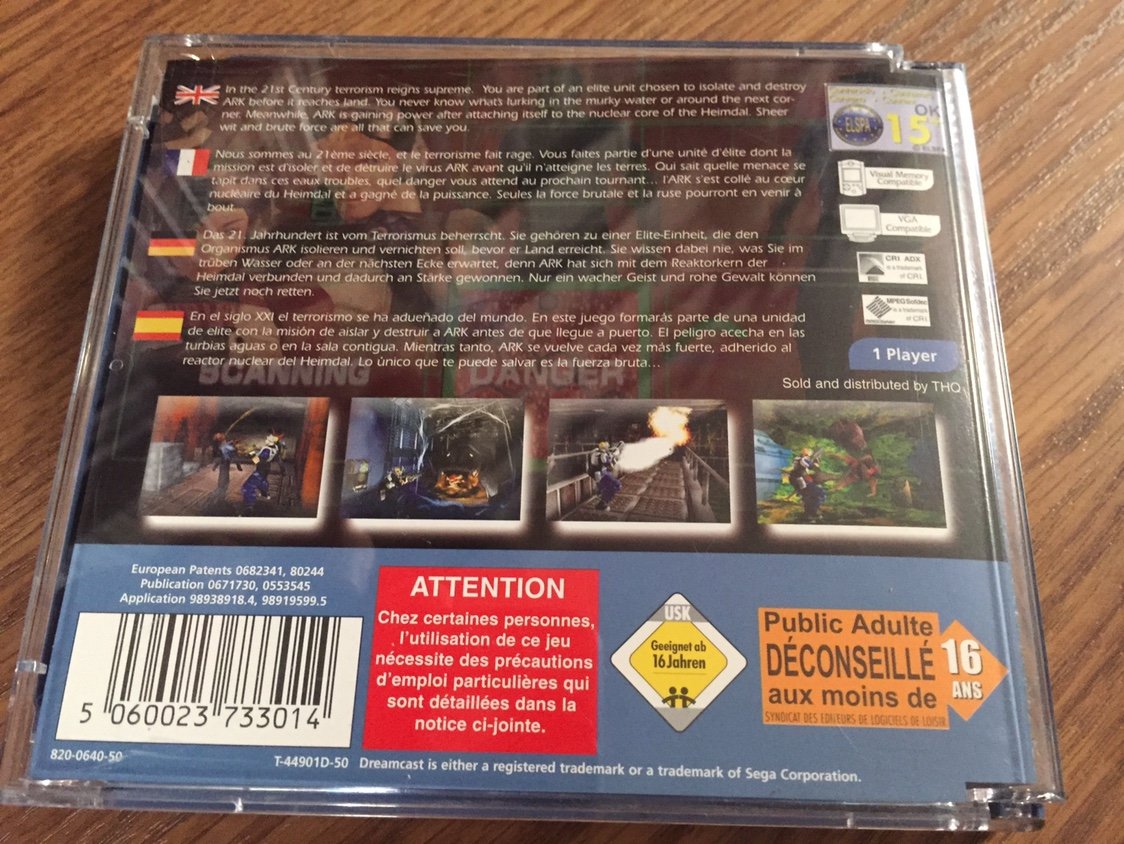 In the 21st Century terrorism reigns supreme. You are part of an elite unit chosen to isolate and destroy
ARK before it reaches land. You never know what's lurking in the murky water or around the next cor-
ner. Meanwhile, ARK is gaining power after attaching itself to the nuclear core of the Heimdal. Sheer
wit and brute force are all that can save you.
Nous sommes au 21ème siècle, et le terrorisme fait rage. Vous faites partie d'une unité d'élite dont la
mission est d'isoler et de détruire le virus ARK avant qu'il n'atteigne les terres. Qui sait quelle menace se
tapit dans ces eaux troubles, quel danger vous attend au prochain tournant... l'ARK s'est collé au cœur
nucléaire du Heimdal et a gagné de la puissance. Seules la force brutale et la ruse pourront en venir à
bout...
Das 21. Jahrhundert ist vom Terrorismus beherrscht. Sie gehören zu einer Elite-Einheit, die den
Organismus ARK isolieren und vernichten soll, bevor er Land erreicht. Sie wissen dabei nie, was Sie im
trüben Wasser oder an der nächsten Ecke erwartet, denn ARK hat sich mit dem Reaktorkern der
Heimdal verbunden und dadurch an Stärke gewonnen. Nur ein wacher Geist und rohe Gewalt können
Sie jetzt noch retten.
En el siglo XXI el terrorismo se ha adueñado del mundo. En este juego formarás parte de una unidad
de elite con la misión de aislar y destruir a ARK antes de que llegue a puerto. El peligro acecha en las
turbias aguas o en la sala contigua. Mientras tanto, ARK se vuelve cada vez más fuerte, adherido al
reactor nuclear del Heimdal. Lo único que te puede salvar es la fuerza bruta...
SCANNING
DANGER
ELSPA
OK
15
Visual Memory
Compatible
VGA
Compatible
CRI ADX
is a trademark
of CRI
MPEG Sofdec
is a trademark
of CRI
1 Player
Sold and distributed by THQ
European Patents 0682341, 80244
Publication 0671730, 0553545
Application 98938918.4, 98919599.5
5 060023 733014
820-0640-50
ATTENTION
Chez certaines personnes,
l'utilisation de ce jeu
nécessite des précautions
d'emploi particulières qui
sont détaillées dans la
notice ci-jointe.
USK
Geeignet ab
16 Jahren
Public Adulte
DÉCONSEILLÉ
aux moins de
16
ANS
SYNDICAT DES EDITEURS DE LOGICIELS DE LOISIR
T-44901D-50 Dreamcast is either a registered trademark or a trademark of Sega Corporation.